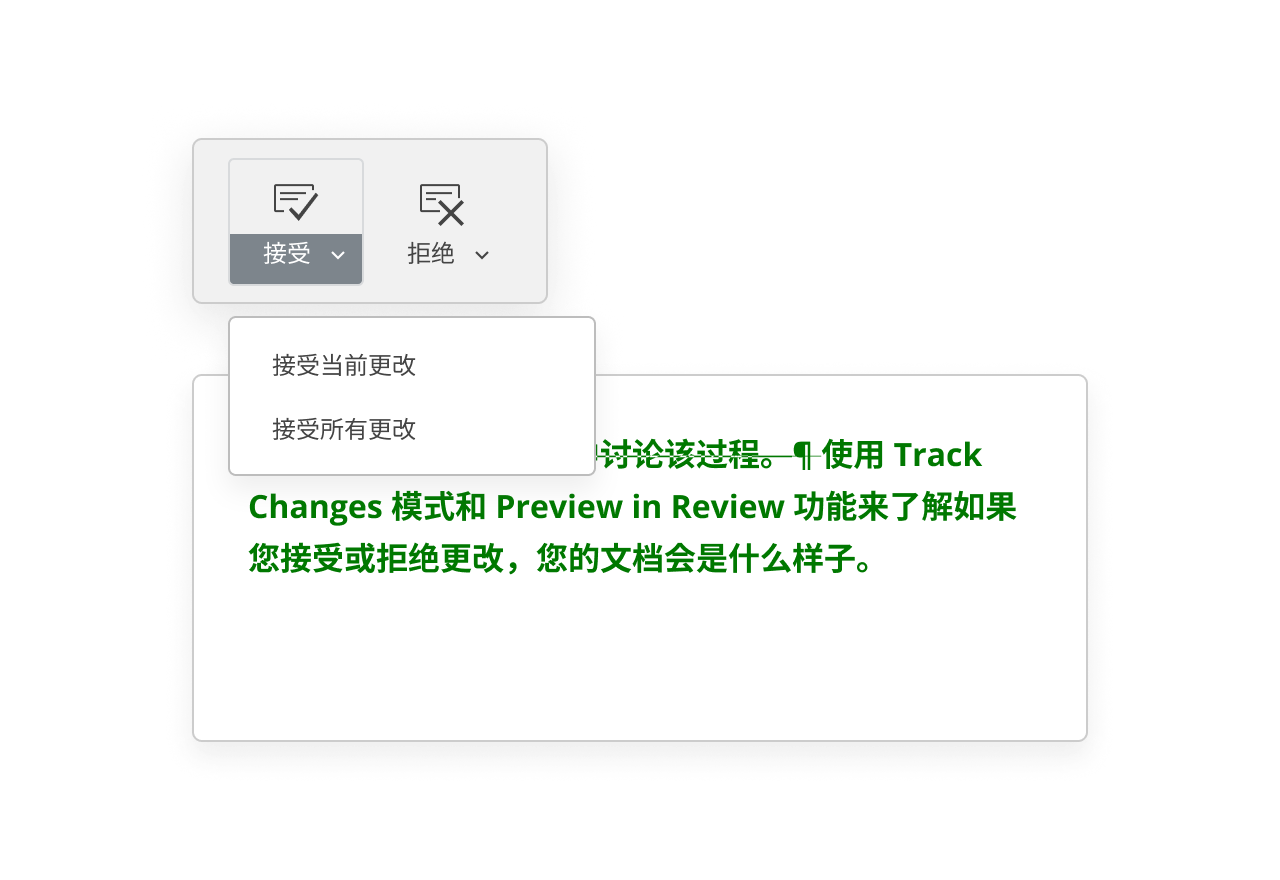 接受 拒绝
接受当前更改
接受所有更改
讨论该过程。¶ 使用 Track
Changes 模式和 Preview in Review 功能来了解如果
您接受或拒绝更改，您的文档会是什么样子。